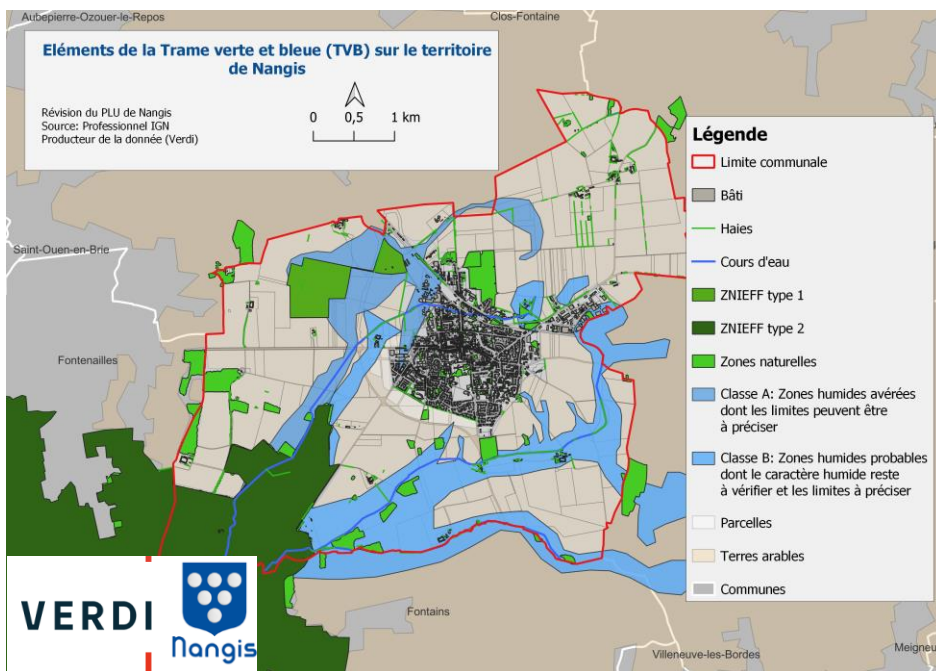 Aubepierre-Ozouer-le-Repos
Clos-Fontaine
Eléments de la Trame verte et bleue (TVB) sur le territoire
de Nangis
Révision du PLU de Nangis
Source: Professionnel IGN
Producteur de la donnée (Verdi)
0 0,5 1 km
Légende
Limite communale
Bâti
Haies
Cours d'eau
ZNIEFF type 1
ZNIEFF type 2
Zones naturelles
Classe A: Zones humides avérées
dont les limites peuvent être
à préciser
Classe B: Zones humides probables
dont le caractère humide reste
à vérifier et les limites à préciser
Parcelles
Terres arables
Communes
Saint-Ouen-en-Brie
Fontenailles
Fontains
Villeneuve-les-Bordes
Meigneu
VERDI
Nangis